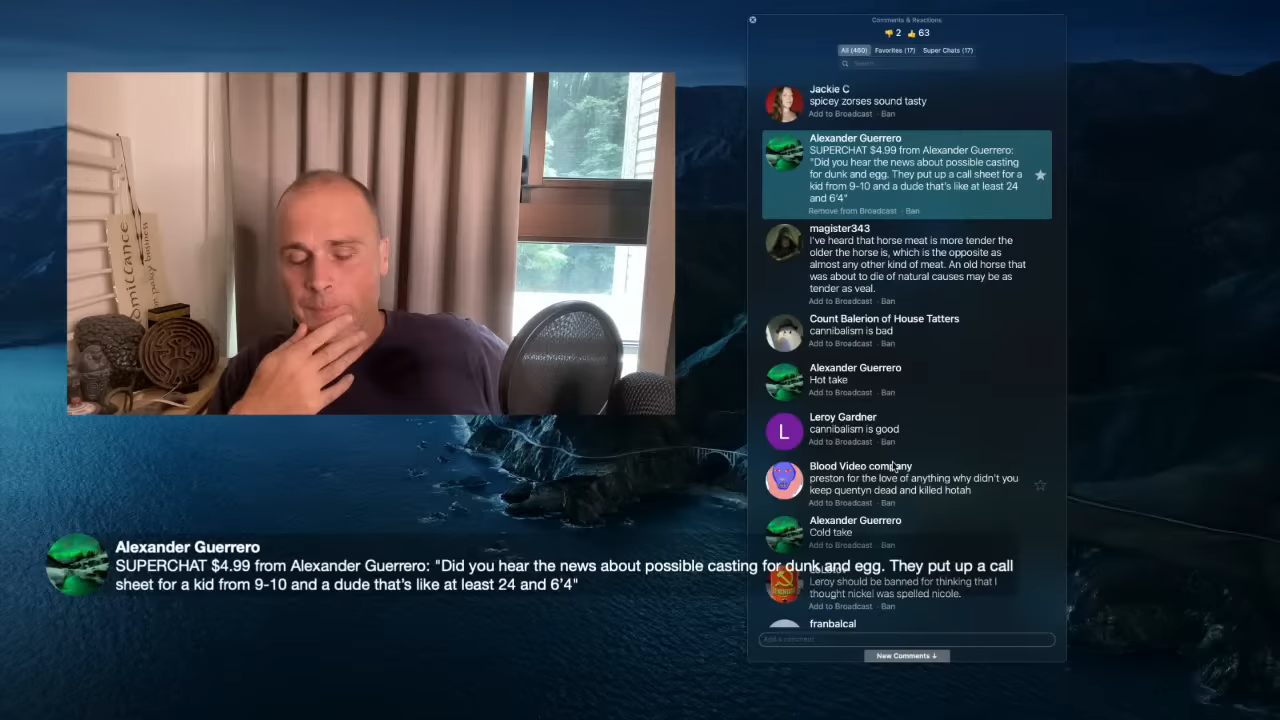 Comments & Reactions
👎 2 👍 63
All (460) Favorites (17) Super Chats (17)
Search
Jackie C
spicey zorses sound tasty
Add to Broadcast · Ban
Alexander Guerrero
SUPERCHAT $4.99 from Alexander Guerrero:
"Did you hear the news about possible casting
for dunk and egg. They put up a call sheet for a
kid from 9-10 and a dude that's like at least 24
and 6'4"
Remove from Broadcast · Ban
magister343
I've heard that horse meat is more tender the
older the horse is, which is the opposite as
almost any other kind of meat. An old horse that
was about to die of natural causes may be as
tender as veal.
Add to Broadcast · Ban
Count Balerion of House Tatters
cannibalism is bad
Add to Broadcast · Ban
Alexander Guerrero
Hot take
Add to Broadcast · Ban
L
Leroy Gardner
cannibalism is good
Add to Broadcast · Ban
Blood Video company
preston for the love of anything why didn't you
keep quentyn dead and killed hotah
Add to Broadcast · Ban
Alexander Guerrero
Cold take
Add to Broadcast · Ban
Leroy should be banned for thinking that I
thought nickel was spelled nicole.
Add to Broadcast · Ban
franbalcal
Add a comment
New Comments ↓
Alexander Guerrero
SUPERCHAT $4.99 from Alexander Guerrero: "Did you hear the news about possible casting for dunk and egg. They put up a call
sheet for a kid from 9-10 and a dude that's like at least 24 and 6'4"